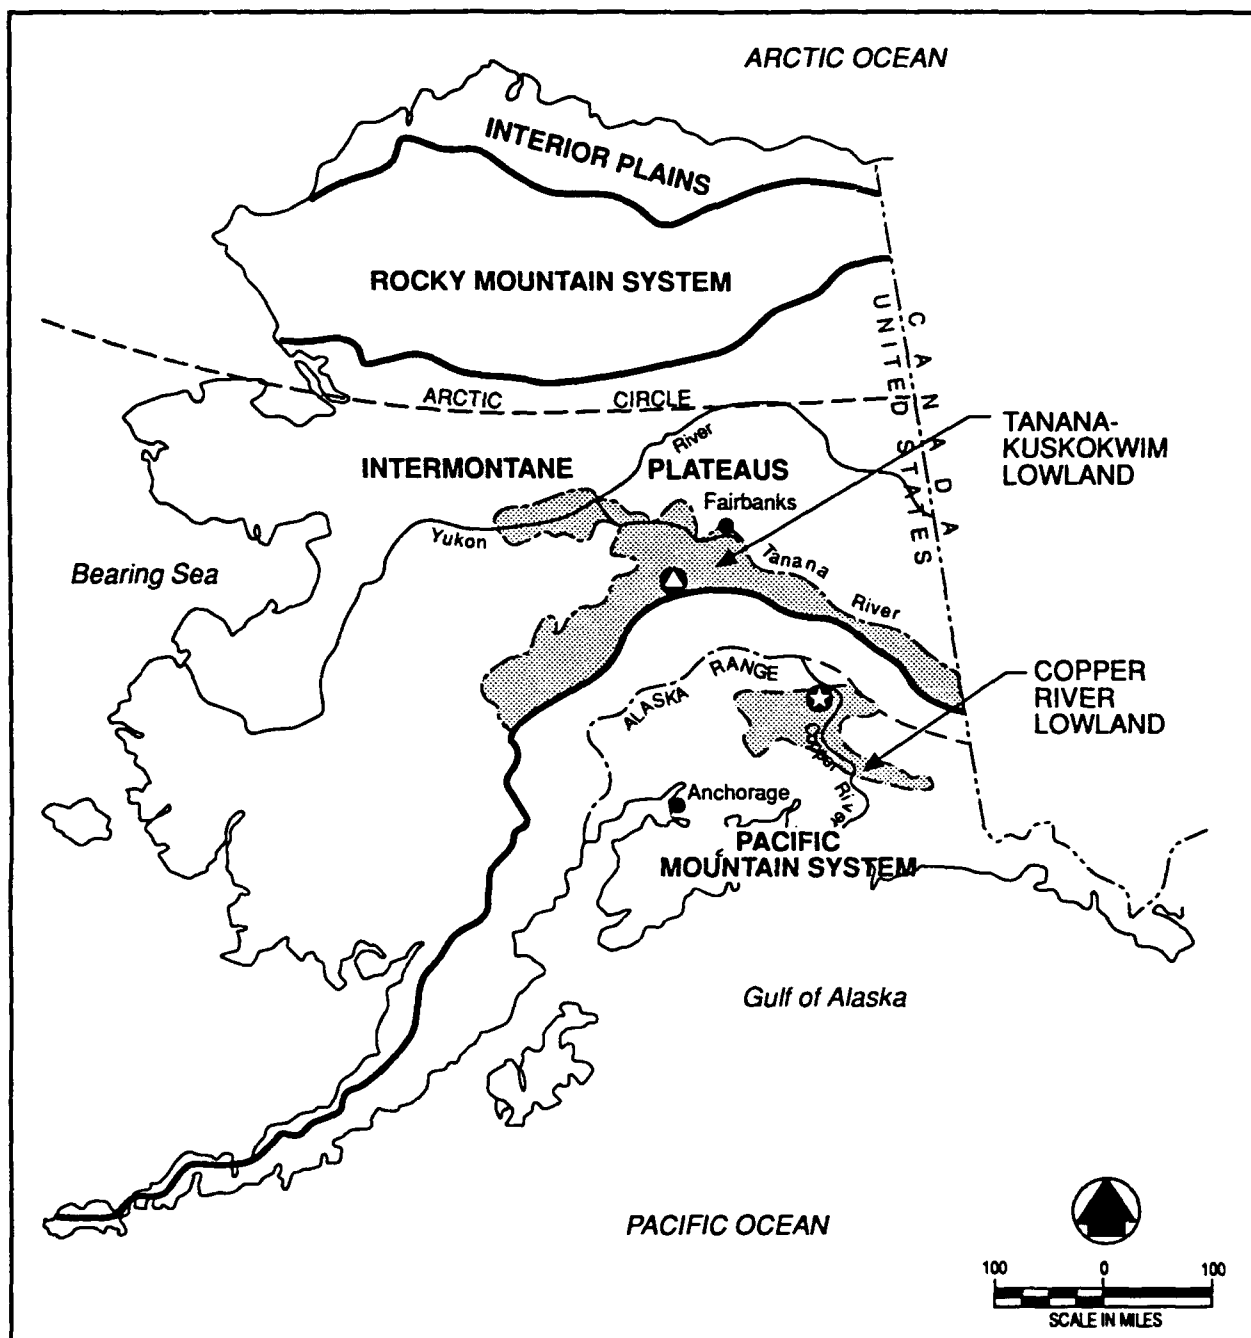 ARCTIC OCEAN
INTERIOR PLAINS
ROCKY MOUNTAIN SYSTEM
CANADA
UNITED STATES
ARCTIC CIRCLE
TANANA-
KUSKOKWIM
LOWLAND
River
INTERMONTANE PLATEAUS
Fairbanks
Yukon
Tanana
River
Bearing Sea
ALASKA RANGE
COPPER
RIVER
LOWLAND
Copper River
Anchorage
PACIFIC
MOUNTAIN SYSTEM
Gulf of Alaska
PACIFIC OCEAN
100 0 100
SCALE IN MILES